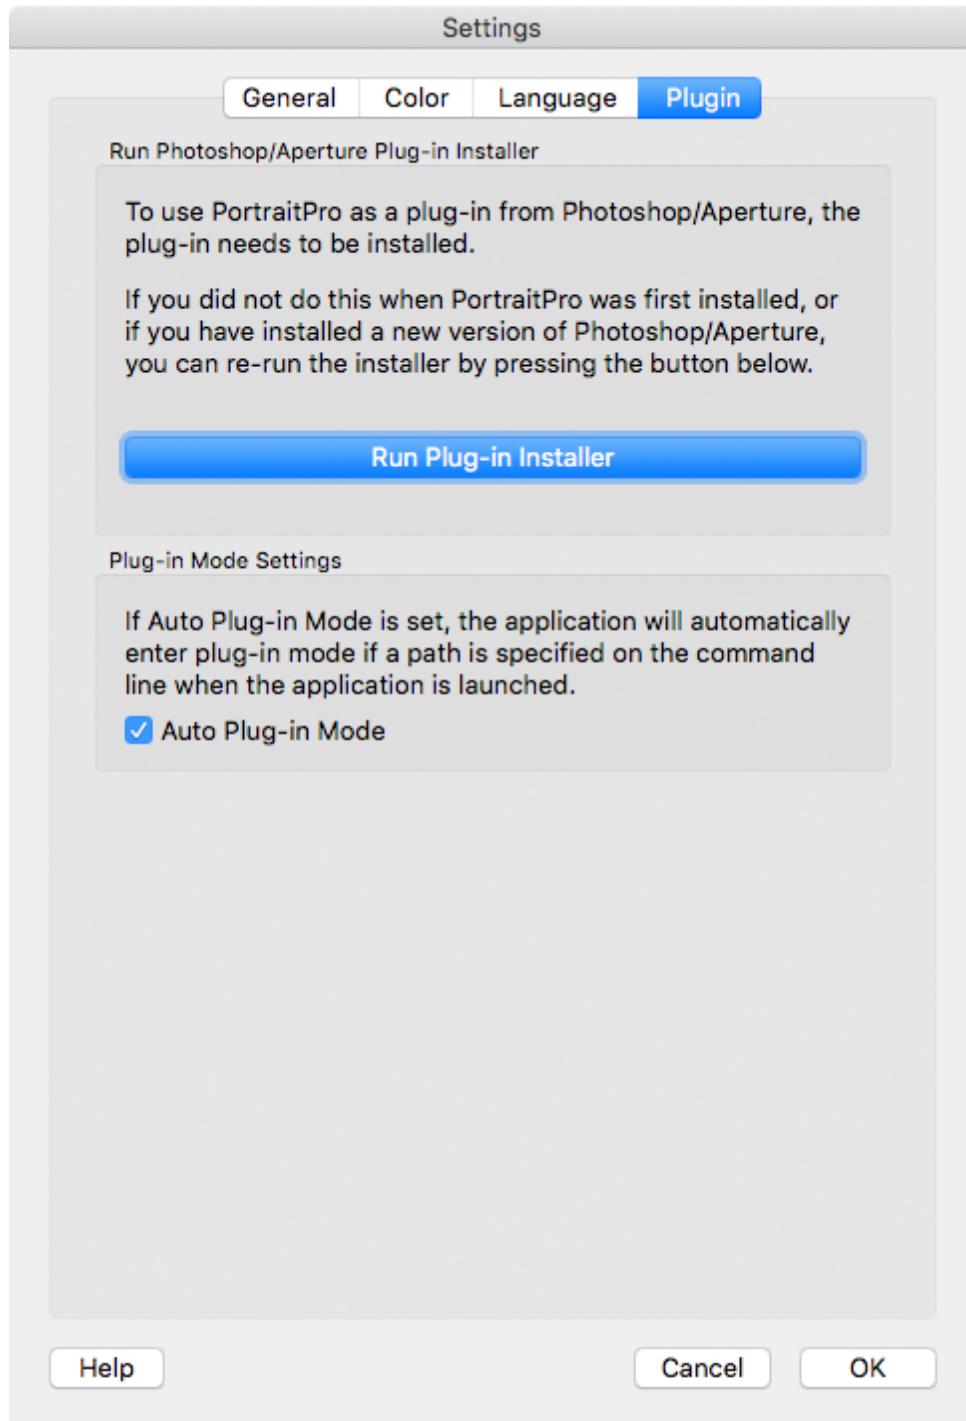 Settings
General Color Language Plugin
Run Photoshop/Aperture Plug-in Installer
To use PortraitPro as a plug-in from Photoshop/Aperture, the
plug-in needs to be installed.
If you did not do this when PortraitPro was first installed, or
if you have installed a new version of Photoshop/Aperture,
you can re-run the installer by pressing the button below.
Run Plug-in Installer
Plug-in Mode Settings
If Auto Plug-in Mode is set, the application will automatically
enter plug-in mode if a path is specified on the command
line when the application is launched.
Auto Plug-in Mode
Help Cancel OK